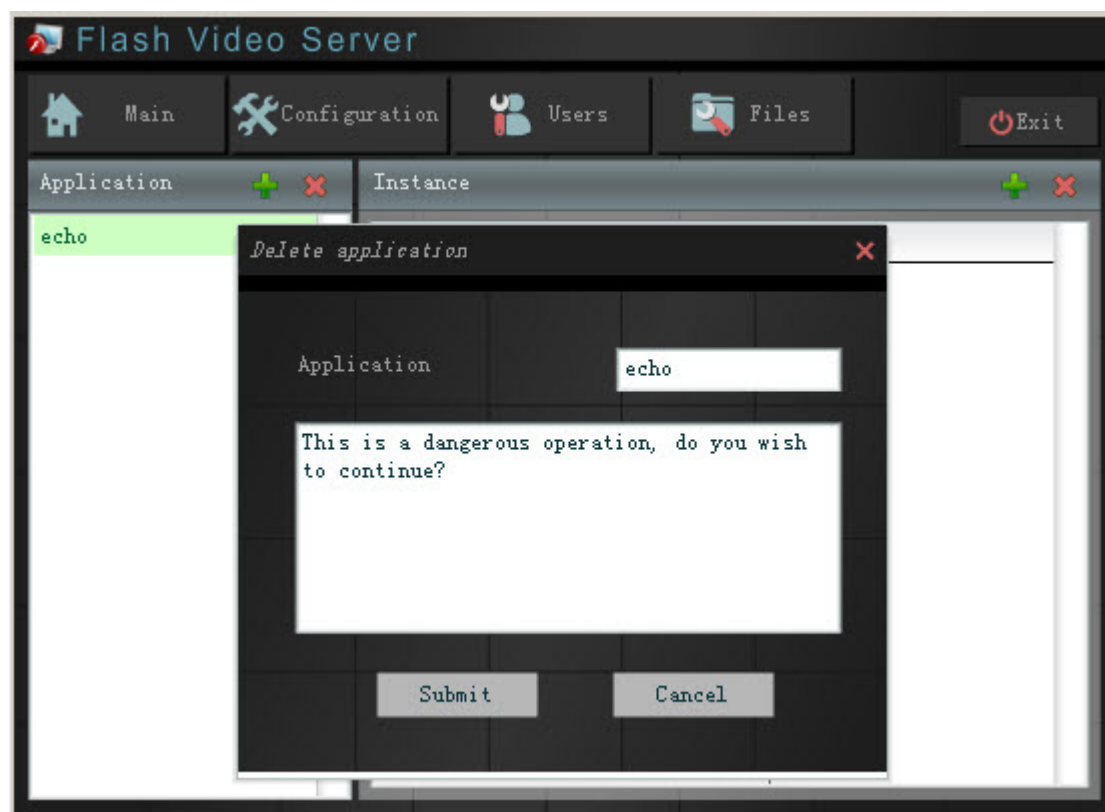 Flash Video Server
Main
Configuration
Users
Files
Exit
Application
Instance
echo
Delete application
Application
echo
This is a dangerous operation, do you wish
to continue?
Submit
Cancel